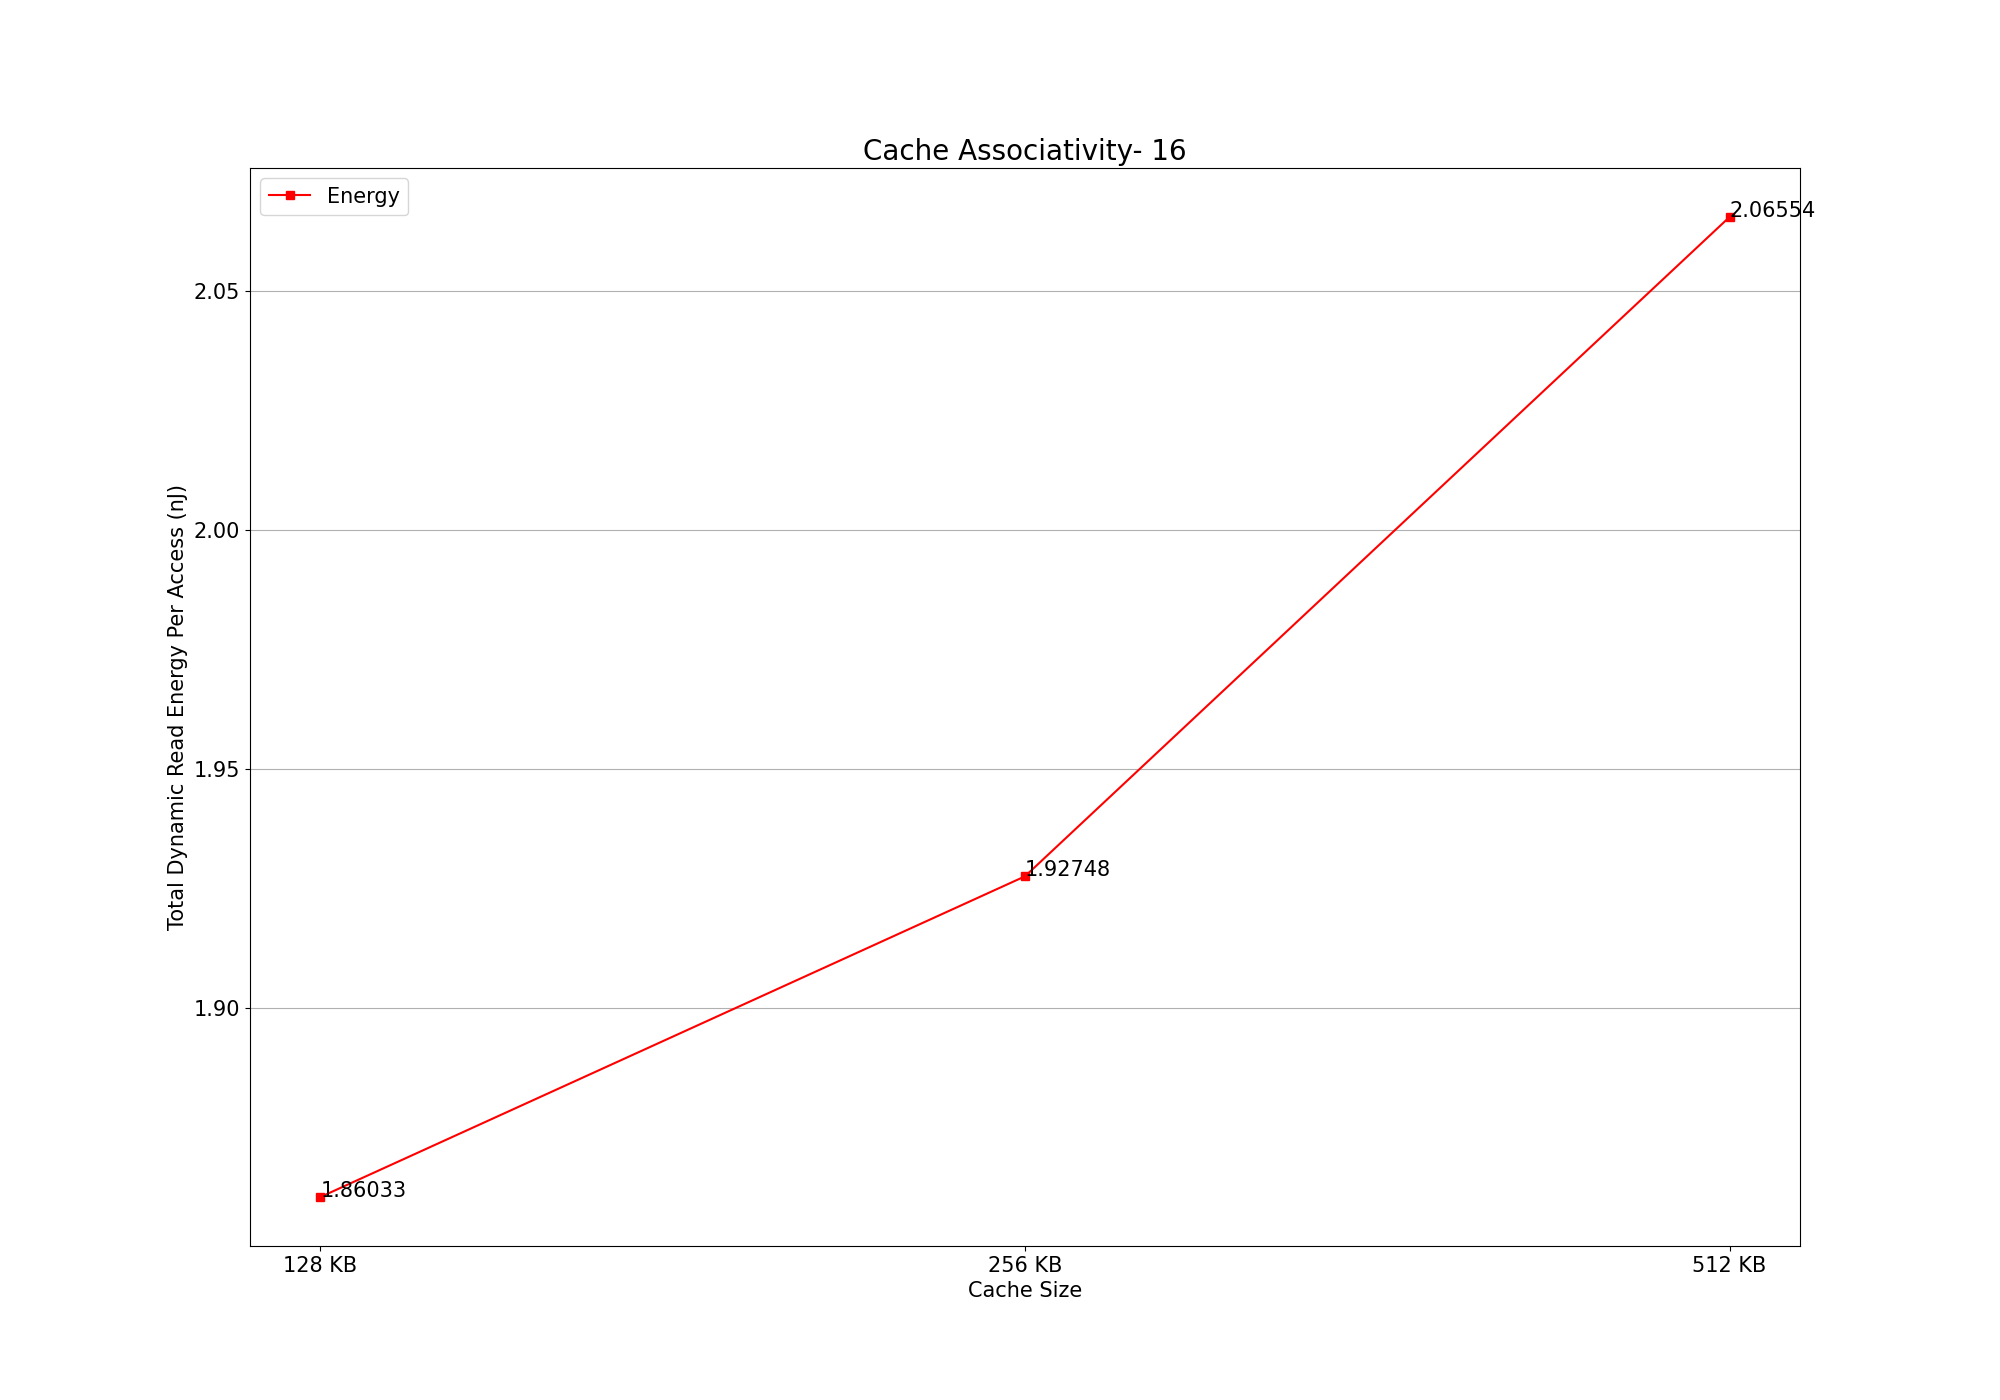 Cache Associativity- 16
Energy
2.06554
2.05
2.00
1.95
1.92748
1.90
1.86033
Total Dynamic Read Energy Per Access (nJ)
128 KB
256 KB
512 KB
Cache Size